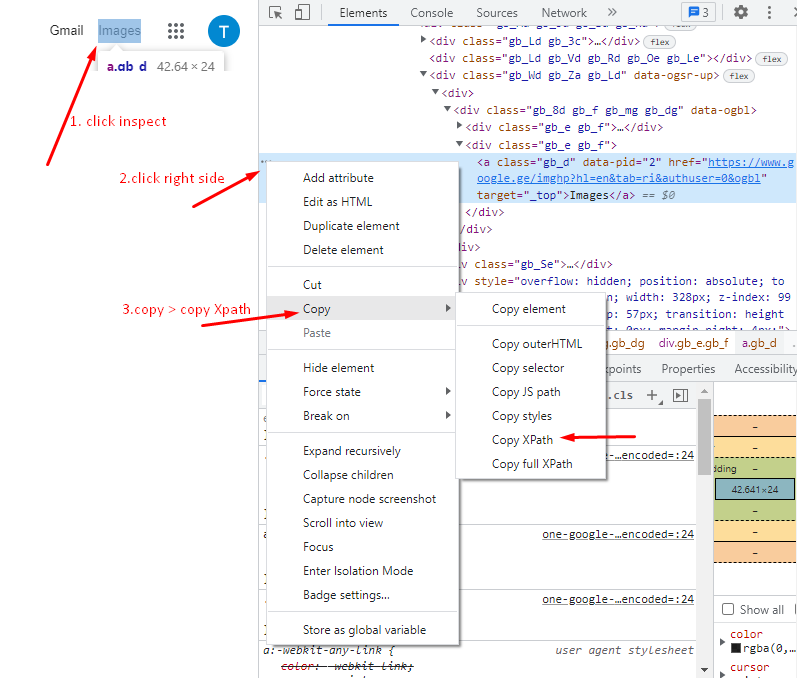 Gmail Images T
a.gb_d 42.64 × 24
1. click inspect
2.click right side
3.copy > copy Xpath
Elements Console Sources Network » 3
<div class="gb_Ld gb_3c">…</div> flex
<div class="gb_Ld gb_Vd gb_Rd gb_Oe gb_Le"></div> flex
<div class="gb_Wd gb_Za gb_Ld" data-ogsr-up> flex
<div>
<div class="gb_8d gb_f gb_mg gb_dg" data-ogbl>
<div class="gb_e gb_f">…</div>
<div class="gb_e gb_f">
<a class="gb_d" data-pid="2" href="https://www.g
oogle.ge/imghp?hl=en&tab=ri&authuser=0&ogbl"
target="_top">Images</a> == $0
</div>
/div>
iv>
v class="gb_Se">…</div>
v style="overflow: hidden; position: absolute; to
n; width: 328px; z-index: 99
p: 57px; transition: height
0px; margin-right: 4px;">
g.gb_dg div.gb_e.gb_f a.gb_d
Add attribute
Edit as HTML
Duplicate element
Delete element
Cut
Copy
Paste
Hide element
Force state
Break on
Expand recursively
Collapse children
Capture node screenshot
Scroll into view
Focus
Enter Isolation Mode
Badge settings...
Store as global variable
Copy element
Copy outerHTML
Copy selector
Copy JS path
Copy styles
Copy XPath
Copy full XPath
kpoints Properties Accessibility
.cls +
one-google-…encoded=:24
one-google-…encoded=:24
one-google-…encoded=:24
dding
42.641×24
a:-webkit-any-link { user agent stylesheet
color: -webkit-link;
Show all
color
rgba(0,
cursor